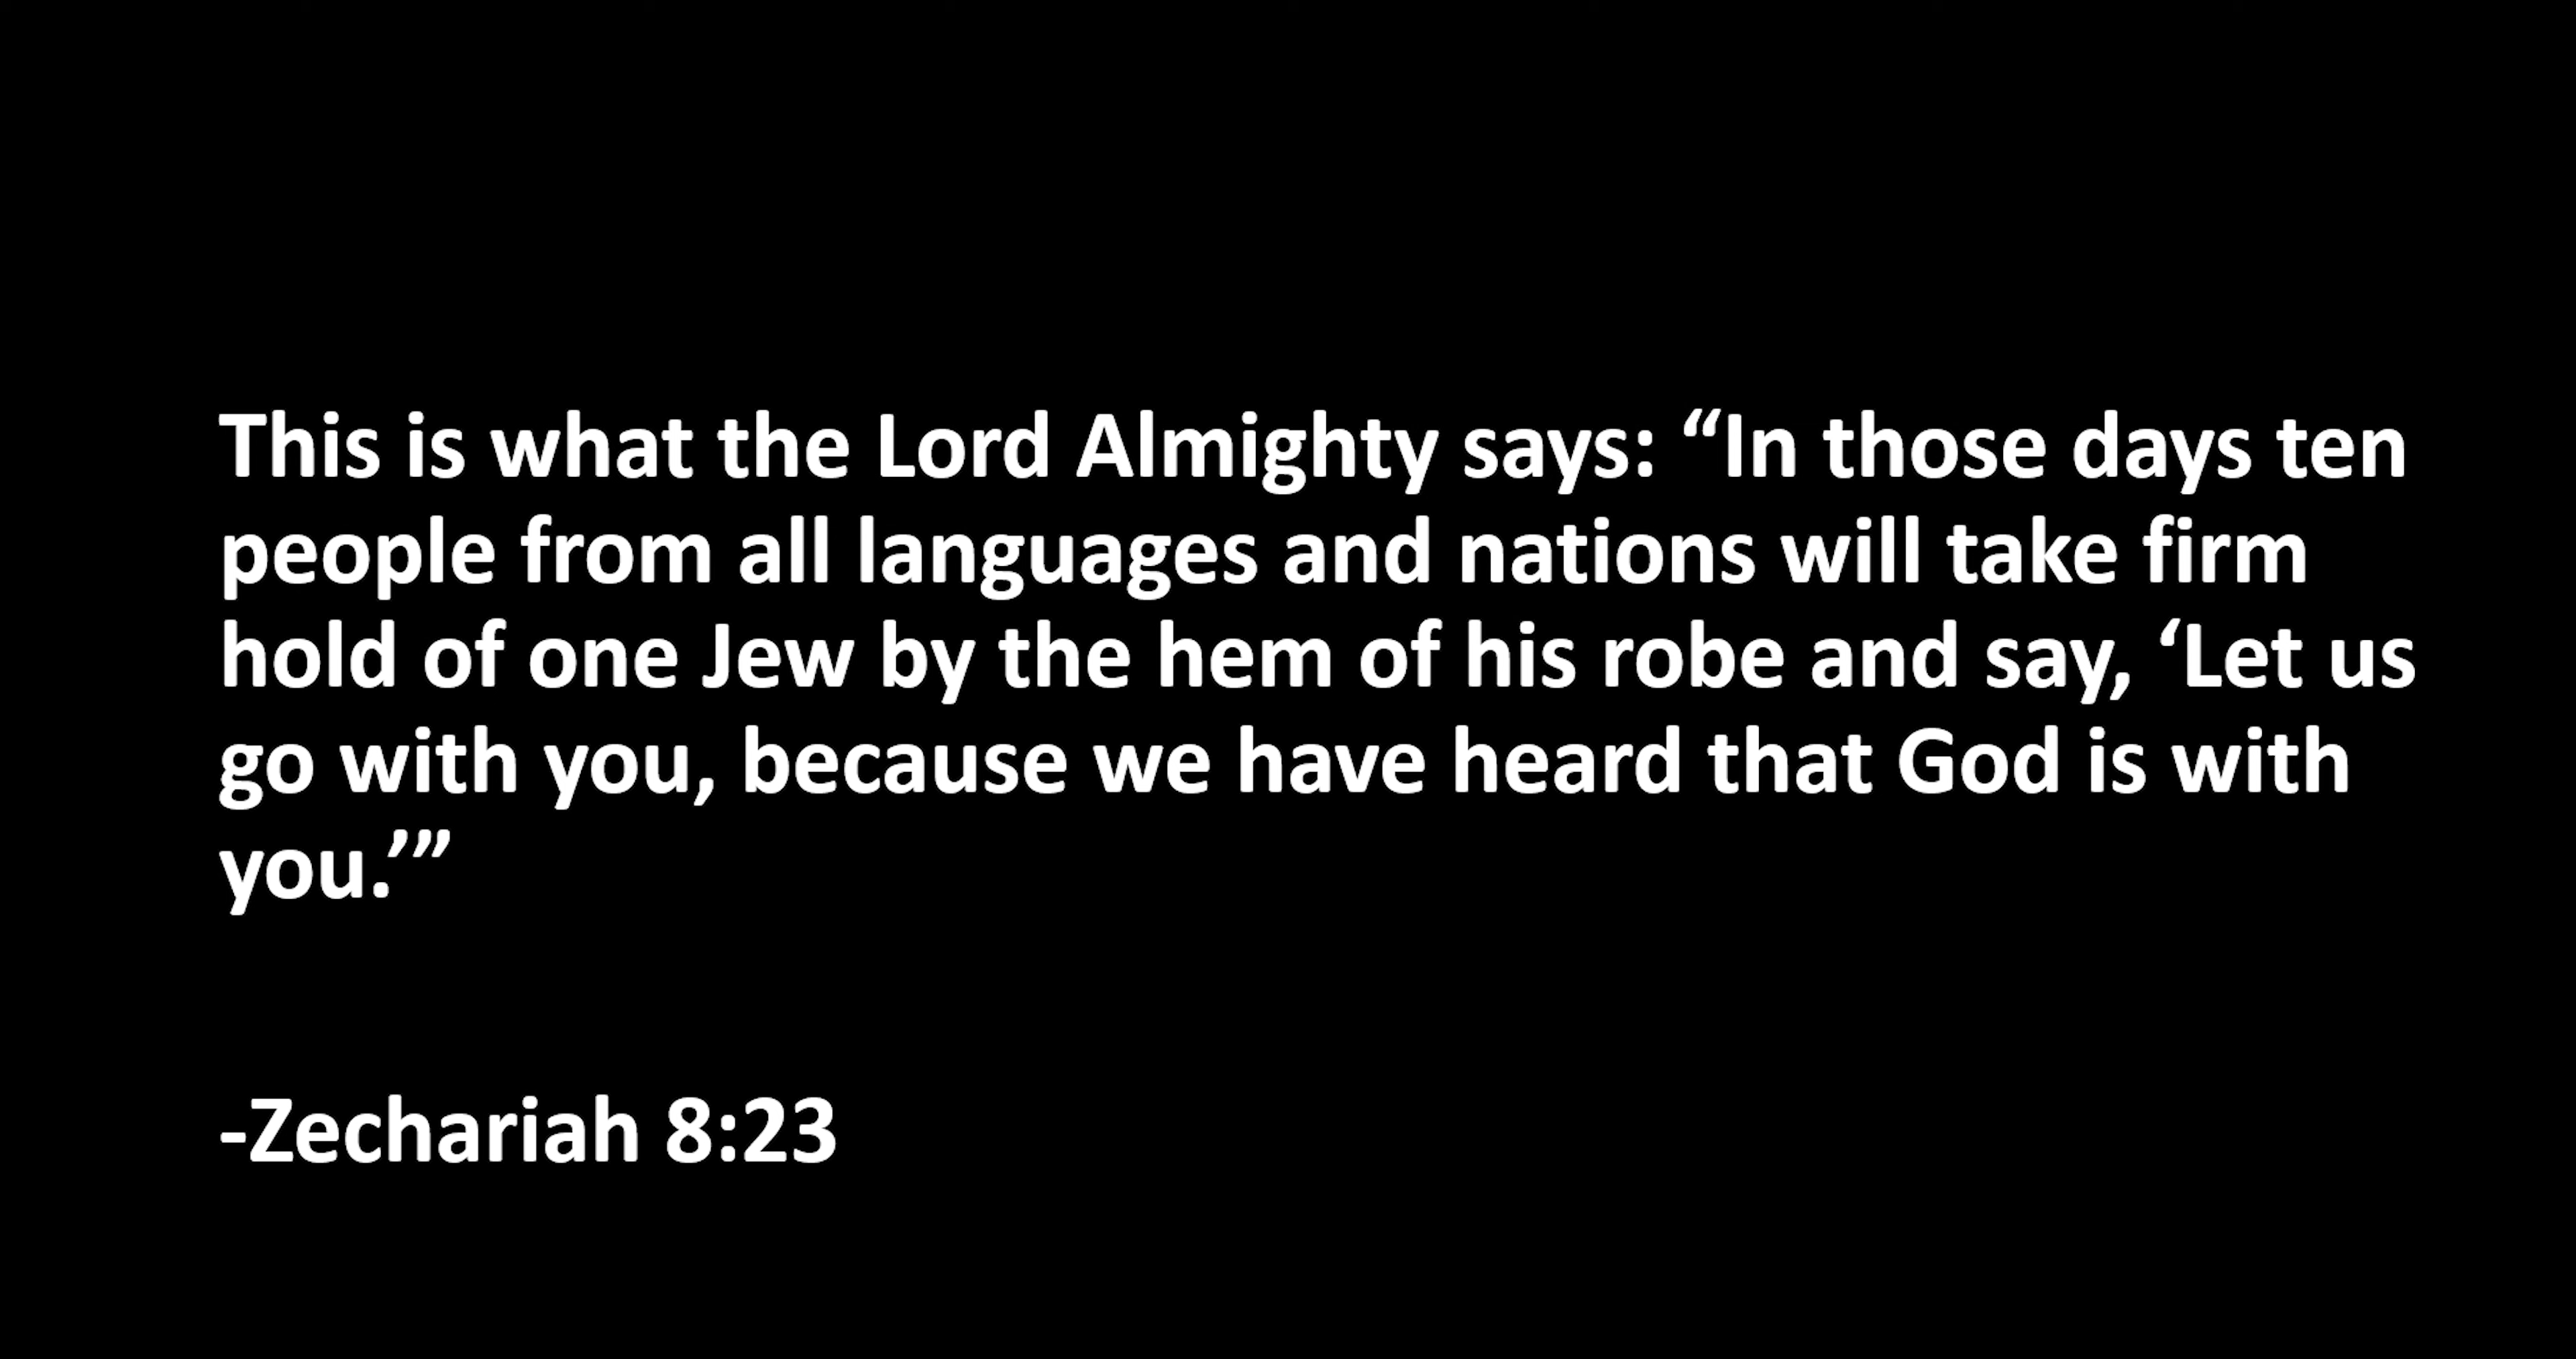 This is what the Lord Almighty says: “In those days ten
people from all languages and nations will take firm
hold of one Jew by the hem of his robe and say, ‘Let us
go with you, because we have heard that God is with
you.’”
-Zechariah 8:23